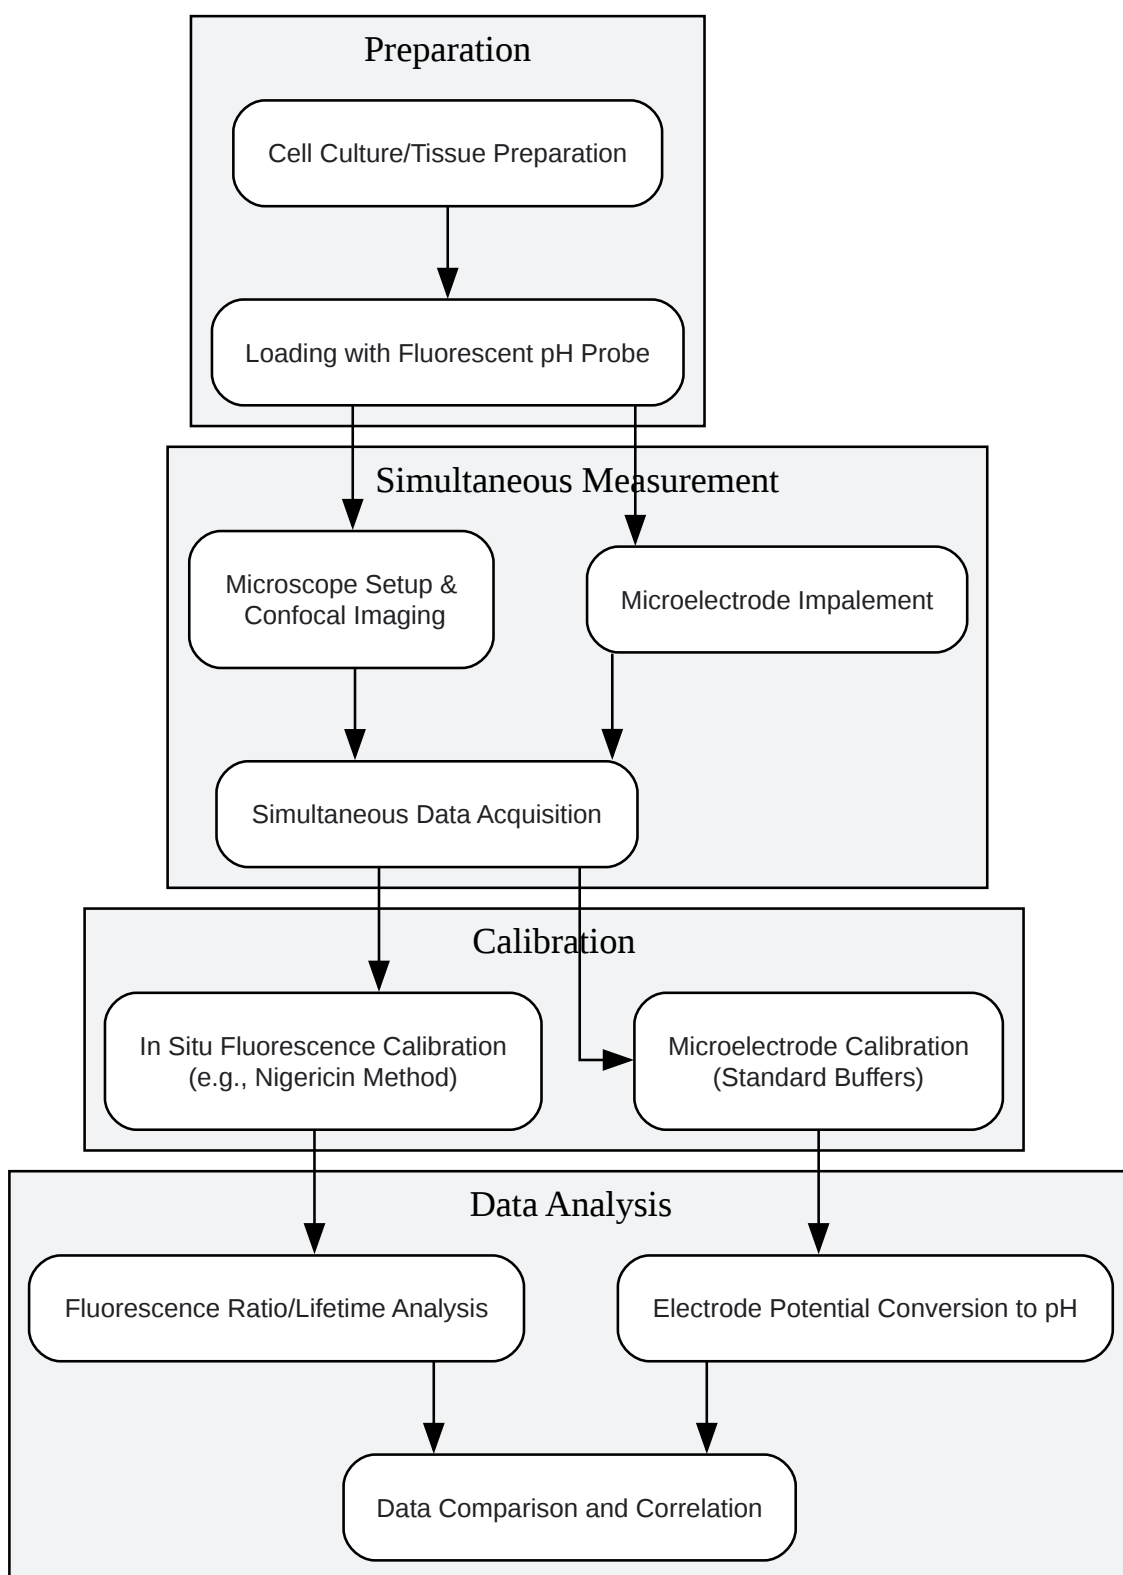 Preparation
Cell Culture/Tissue Preparation
Loading with Fluorescent pH Probe
Simultaneous Measurement
Microscope Setup &
Confocal Imaging
Microelectrode Impalement
Simultaneous Data Acquisition
Calibration
In Situ Fluorescence Calibration
(e.g., Nigericin Method)
Microelectrode Calibration
(Standard Buffers)
Data Analysis
Fluorescence Ratio/Lifetime Analysis
Electrode Potential Conversion to pH
Data Comparison and Correlation